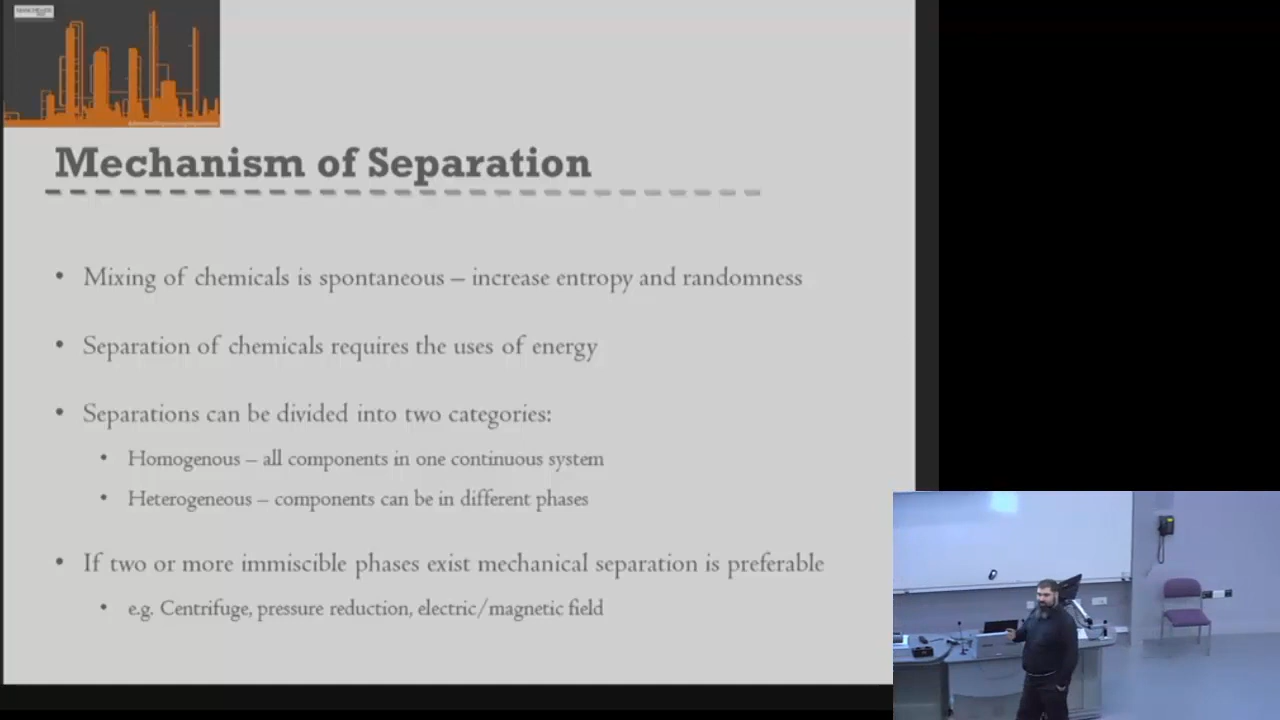 MANCHESTER
Mechanism of Separation
• Mixing of chemicals is spontaneous – increase entropy and randomness
• Separation of chemicals requires the uses of energy
• Separations can be divided into two categories:
• Homogenous – all components in one continuous system
• Heterogeneous – components can be in different phases
• If two or more immiscible phases exist mechanical separation is preferable
• e.g. Centrifuge, pressure reduction, electric/magnetic field